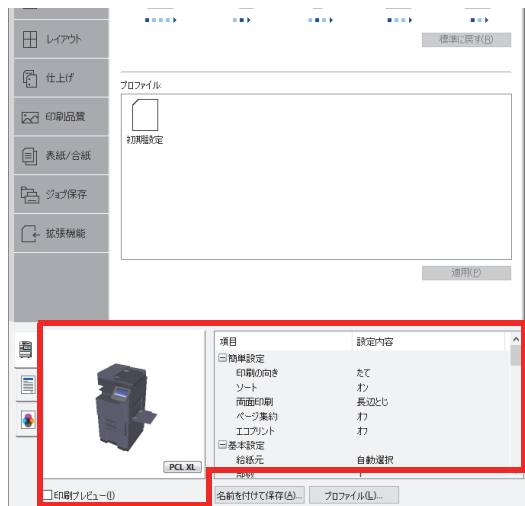 レイアウト
標準に戻す(R)
仕上げ
プロファイル:
印刷品質
初期設定
表紙/合紙
ジョブ保存
拡張機能
適用(P)
項目 設定内容
簡単設定
印刷の向き たて
ソート オン
両面印刷 長辺とじ
ページ集約 オフ
エコプリント オフ
基本設定
給紙元 自動選択
PCL XL
印刷プレビュー(I)
名前を付けて保存(A)... プロファイル(L)...